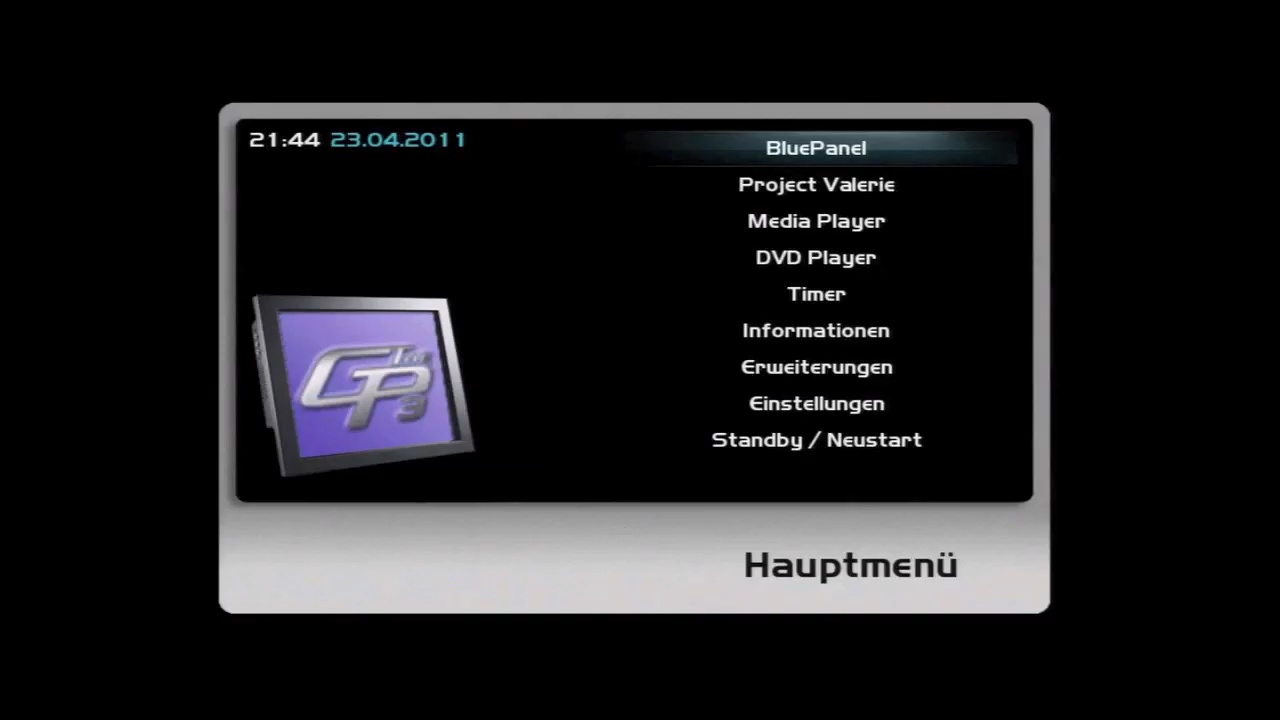 21:44 23.04.2011
BluePanel
Project Valerie
Media Player
DVD Player
Timer
Informationen
Erweiterungen
Einstellungen
Standby / Neustart
GP3
Hauptmenü